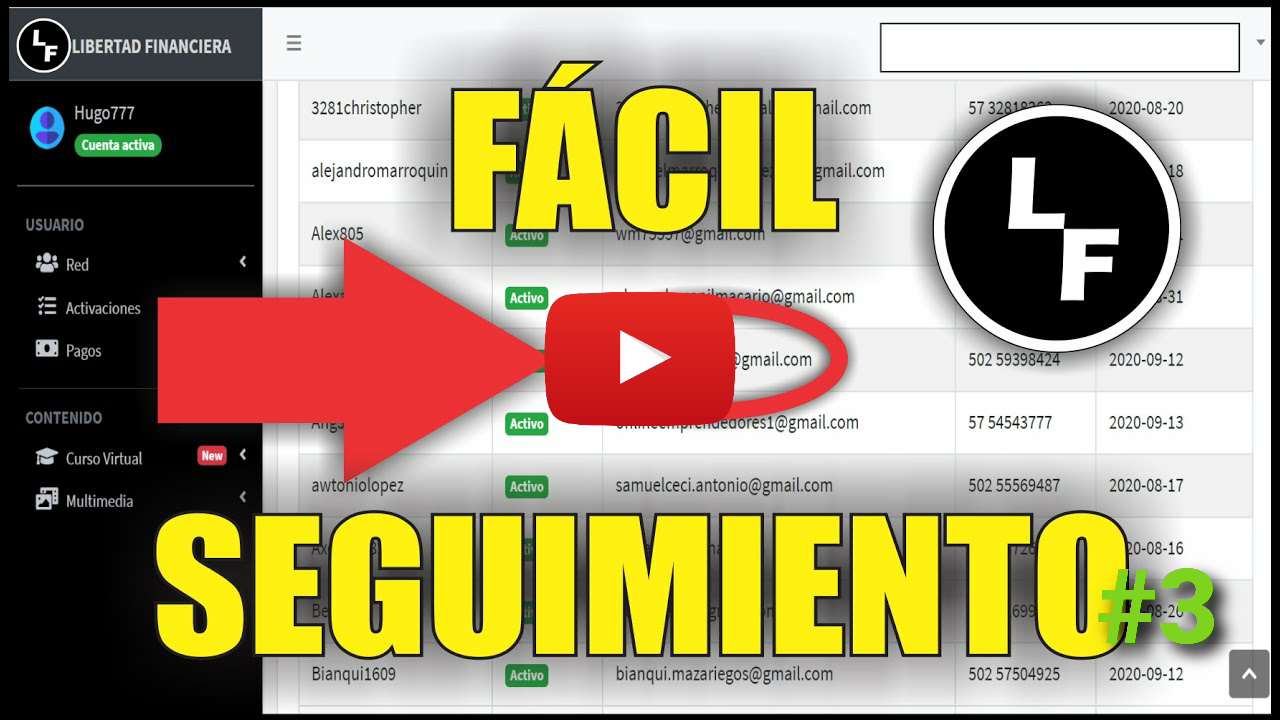 LF LIBERTAD FINANCIERA
Hugo777
Cuenta activa
USUARIO
Red
Activaciones
Pagos
CONTENIDO
Curso Virtual New
Multimedia
FÁCIL
LF
SEGUIMIENTO
#3
3281christopher 2020-08-20
alejandromarroquin
Alex805 Activo
Activo
@gmail.com 502 59398424 2020-09-12
Activo 57 54543777 2020-09-13
awtoniolopez Activo samuelceci.antonio@gmail.com 502 55569487 2020-08-17
Bianqui1609 Activo bianqui.mazariegos@gmail.com 502 57504925 2020-09-12